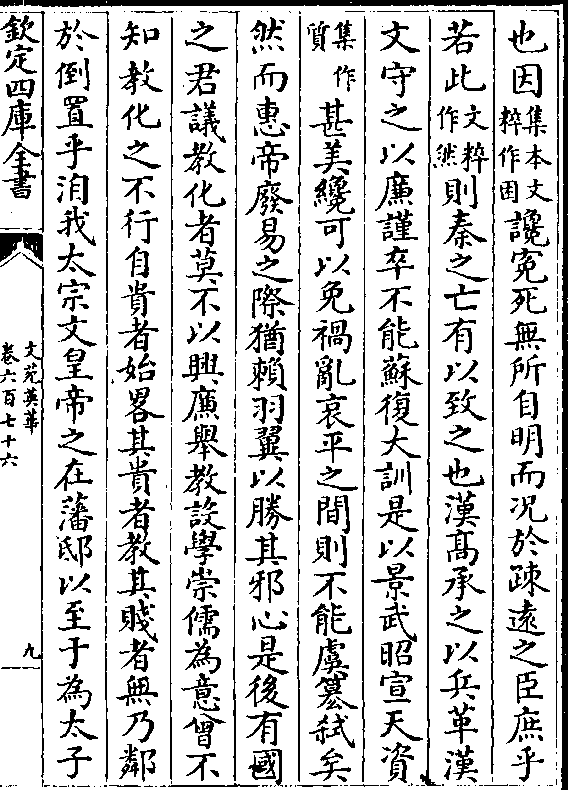 也因集本文粹作困讒冤死無所自明而况於疎遠之臣庶乎
若此文粹作然則秦之亡有以致之也漢髙承之以兵革漢
文守之以廉謹卒不能蘇復大訓是以景武昭宣天資
集作質甚美纔可以免禍亂哀平之間則不能虞簒弑矣
然而惠帝廢易之際猶賴羽翼以勝其邪心是後有國
之君議教化者莫不以興廉舉教設學崇儒為意曾不
知教化之不行自貴者始畧其貴者教其賤者無乃鄰
於倒置乎洎我太宗文皇帝之在藩邸以至于為太子
欽定四庫全書
文苑英華
卷六百七十六
九